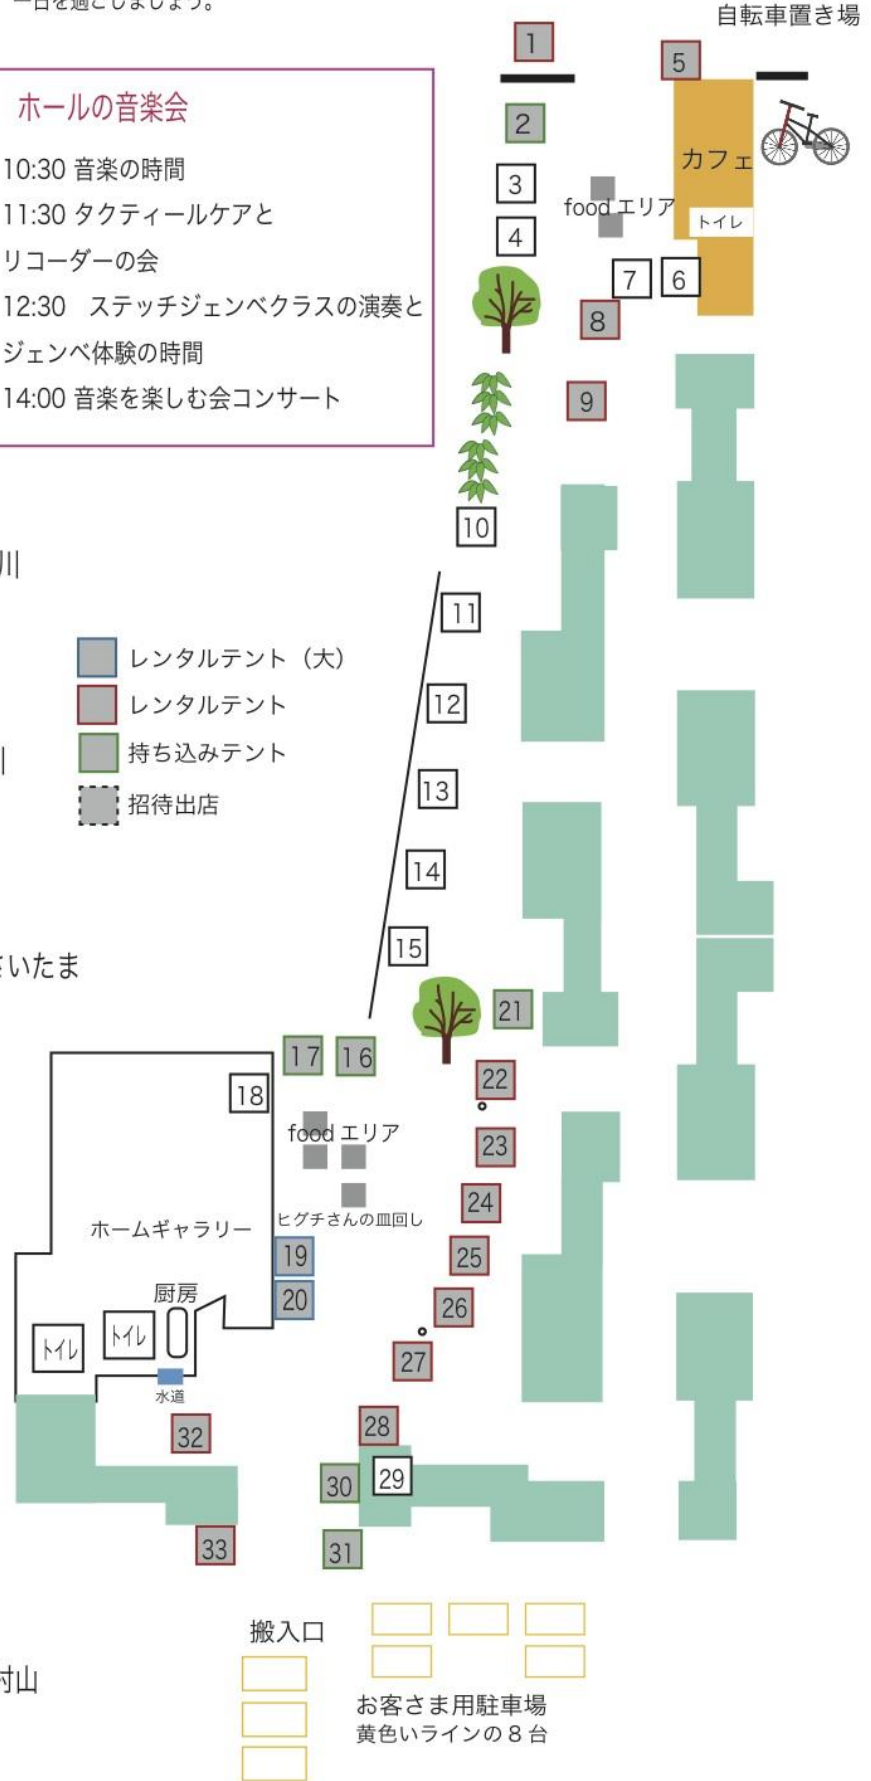 一日を過ごしましょう。
自転車置き場
ホールの音楽会
10:30 音楽の時間
11:30 タクティールケアと
リコーダーの会
12:30　ステッチジェンベクラスの演奏と
ジェンベ体験の時間
14:00 音楽を楽しむ会コンサート
1
5
2
カフェ
3
food エリア
トイレ
4
7
6
8
9
10
川
11
レンタルテント（大）
レンタルテント
持ち込みテント
招待出店
12
13
14
15
いたま
21
17
16
22
18
food エリア
23
24
ヒグチさんの皿回し
ホームギャラリー
19
25
20
26
厨房
トイレ
トイレ
27
水道
32
28
29
30
33
31
搬入口
村山
お客さま用駐車場
黄色いラインの８台